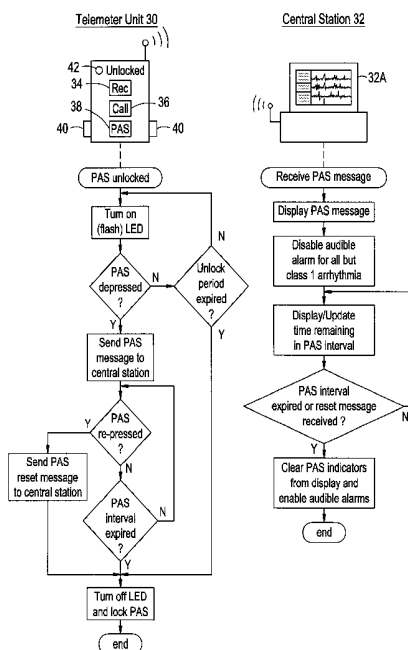 Telemeter Unit 30
Central Station 32
42
Unlocked
34
Rec
Call
36
38
PAS
40
40
32A
PAS unlocked
Turn on
(flash) LED
PAS
depressed
?
N
Y
Unlock
period
expired
?
N
Y
Send PAS
message to
central station
PAS
re-pressed
?
Y
N
Send PAS
reset message
to central station
PAS
interval
expired
?
N
Y
Turn off LED
and lock PAS
end
Receive PAS message
Display PAS message
Disable audible
alarm for all but
class 1 arrhythmia
Display/Update
time remaining
in PAS interval
PAS interval
expired or reset message
received ?
N
Y
Clear PAS indicators
from display and
enable audible alarms
end